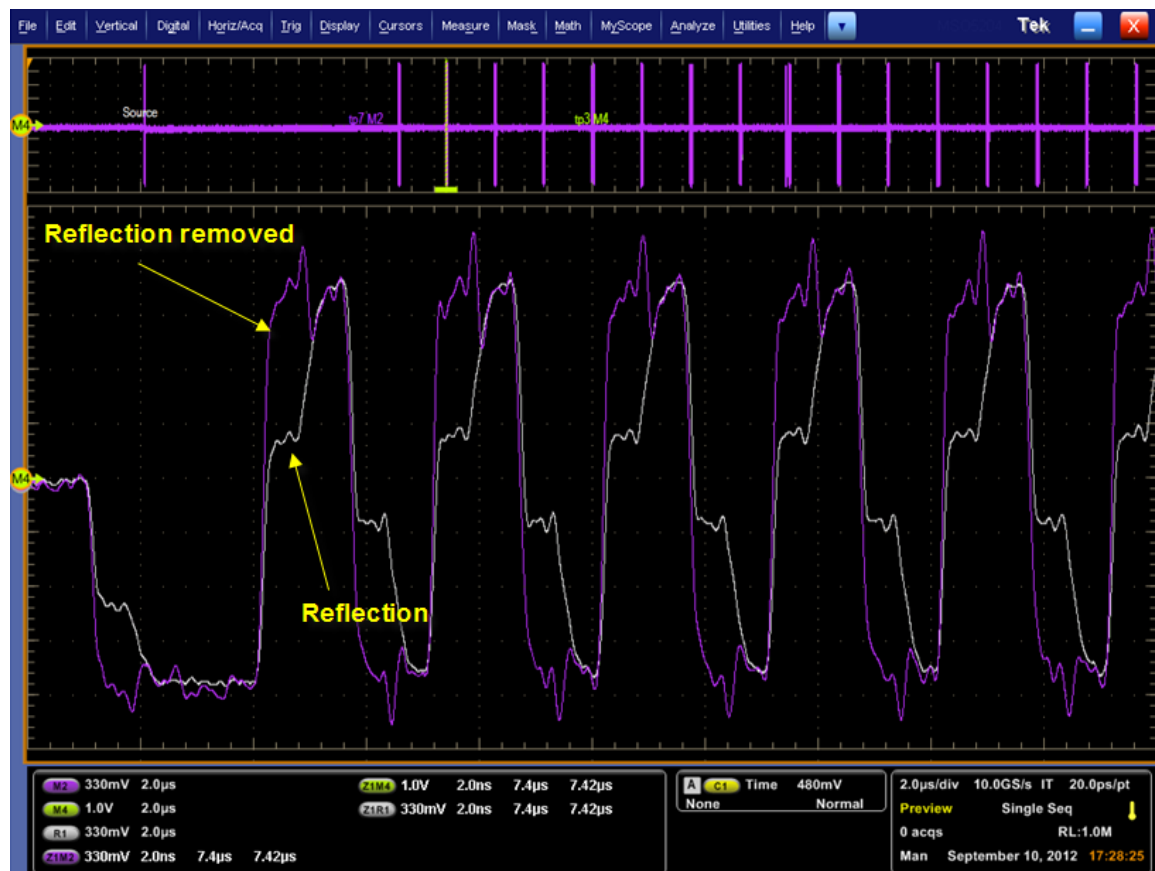 File Edit Vertical Digital Horiz/Acq Trig Display Cursors Measure Mask Math MyScope Analyze Utilities Help Tek X
Source
tp7 M2
tp3 M4
M4
Reflection removed
M4
Reflection
M2 330mV 2.0µs
M4 1.0V 2.0µs
R1 330mV 2.0µs
Z1M2 330mV 2.0ns 7.4µs 7.42µs
Z1M4 1.0V 2.0ns 7.4µs 7.42µs
Z1R1 330mV 2.0ns 7.4µs 7.42µs
A C1 Time 480mV
None Normal
2.0µs/div 10.0GS/s IT 20.0ps/pt
Preview Single Seq
0 acqs RL:1.0M
Man September 10, 2012 17:28:25